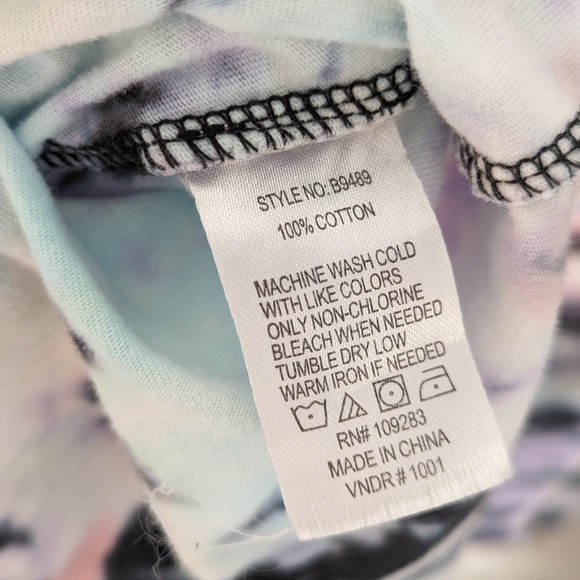 STYLE NO: B9489
100% COTTON
MACHINE WASH COLD
WITH LIKE COLORS
ONLY NON-CHLORINE
BLEACH WHEN NEEDED
TUMBLE DRY LOW
WARM IRON IF NEEDED
RN# 109283
MADE IN CHINA
VNDR # 1001